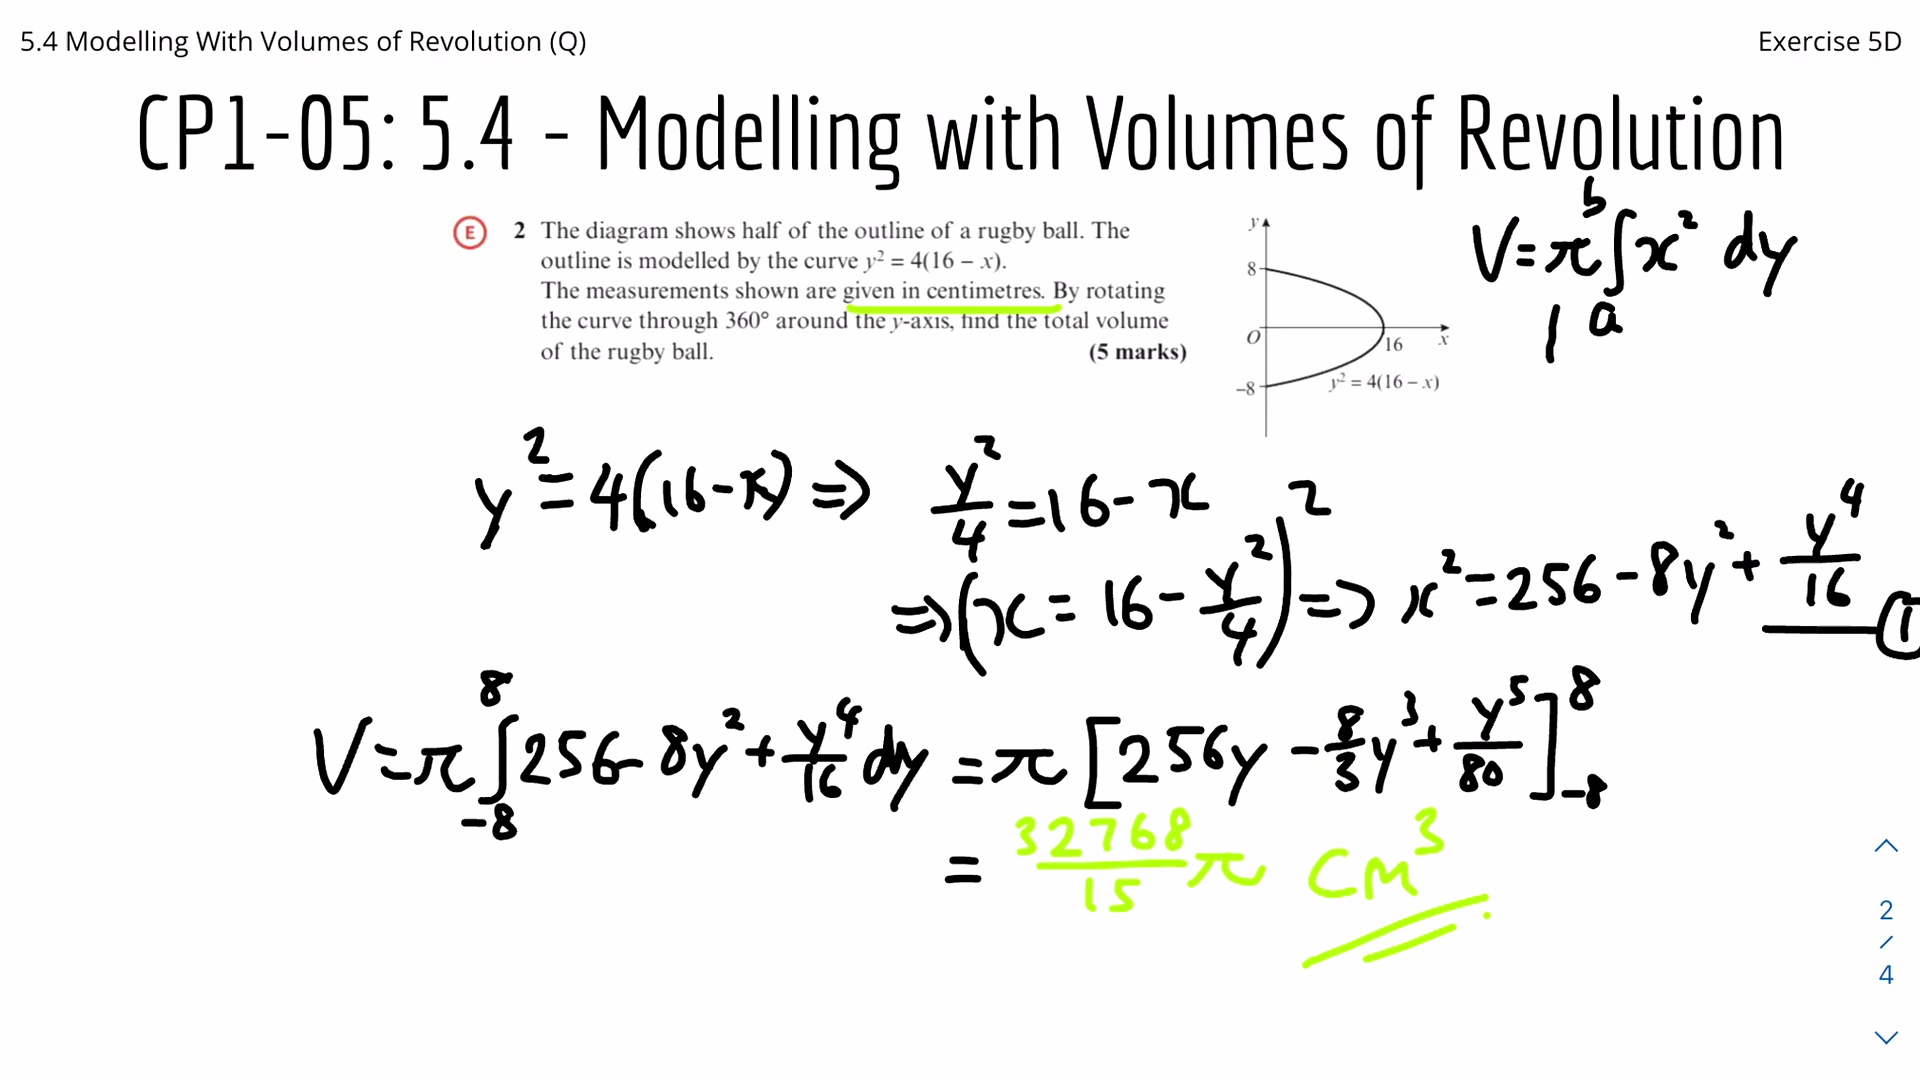 5.4 Modelling With Volumes of Revolution (Q)
Exercise 5D
CP1-05: 5.4 - Modelling with Volumes of Revolution
E 2 The diagram shows half of the outline of a rugby ball. The
outline is modelled by the curve y² = 4(16 – x).
The measurements shown are given in centimetres. By rotating
the curve through 360° around the y-axis, find the total volume
of the rugby ball. (5 marks)
y
8
O
16
x
-8
y² = 4(16 – x)
V=π∫ₐᵇ x² dy
y²=4(16-x) ⇒ y²/4 = 16-x
⇒ (x = 16 - y²/4)² ⇒ x² = 256 - 8y² + y⁴/16 ①
V=π∫₋₈⁸ 256-8y²+y⁴/16 dy = π[256y - 8/3y³ + y⁵/80]₋₈⁸
= 32768/15 π cm³
2
/
4